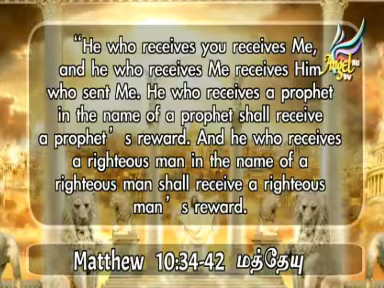 “He who receives you receives Me,
and he who receives Me receives Him
who sent Me. He who receives a prophet
in the name of a prophet shall receive
a prophet’s reward. And he who receives
a righteous man in the name of a
righteous man shall receive a righteous
man’s reward.
Matthew 10:34-42 மத்தேயு
Angel